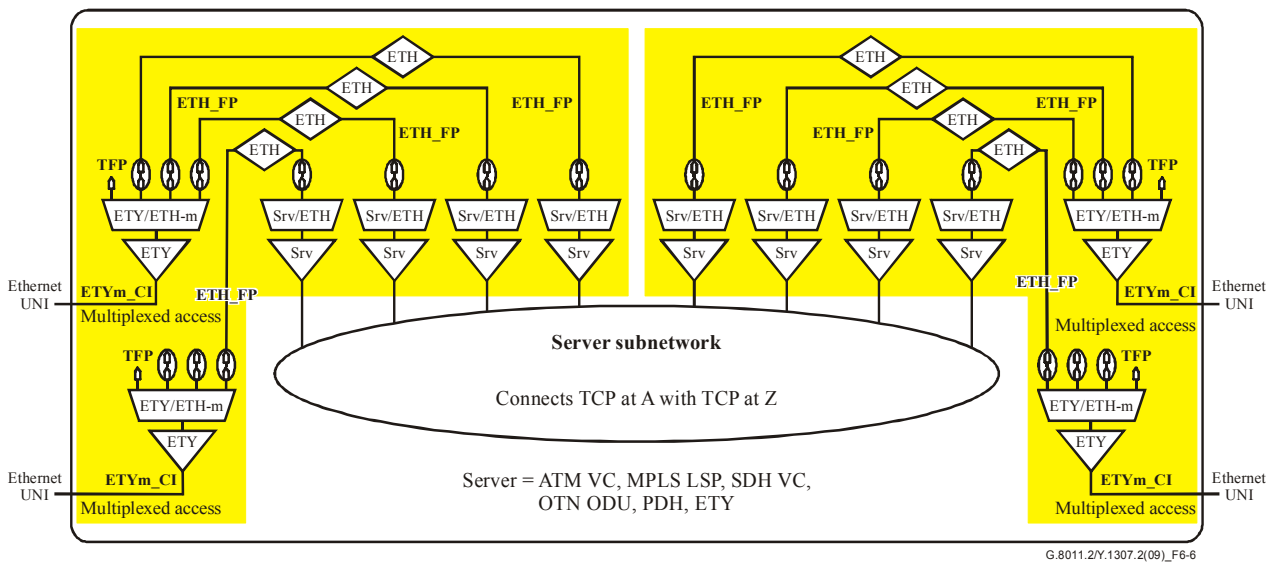 ETH
ETH
ETH
ETH
ETH_FP
ETH_FP
ETH_FP
TFP
ETY/ETH-m
Srv/ETH
Srv/ETH
Srv/ETH
Srv/ETH
ETY
Srv
Srv
Srv
Srv
Ethernet
UNI
ETYm_CI
ETH_FP
Multiplexed access
TFP
ETY/ETH-m
ETY
Ethernet
UNI
ETYm_CI
Multiplexed access
ETH
ETH
ETH
ETH
ETH_FP
ETH_FP
ETH_FP
TFP
Srv/ETH
Srv/ETH
Srv/ETH
Srv/ETH
ETY/ETH-m
Srv
Srv
Srv
Srv
ETY
ETH_FP
ETYm_CI
Ethernet
UNI
Multiplexed access
TFP
ETY/ETH-m
ETY
ETYm_CI
Ethernet
UNI
Multiplexed access
Server subnetwork
Connects TCP at A with TCP at Z
Server = ATM VC, MPLS LSP, SDH VC,
OTN ODU, PDH, ETY
G.8011.2/Y.1307.2(09)_F6-6